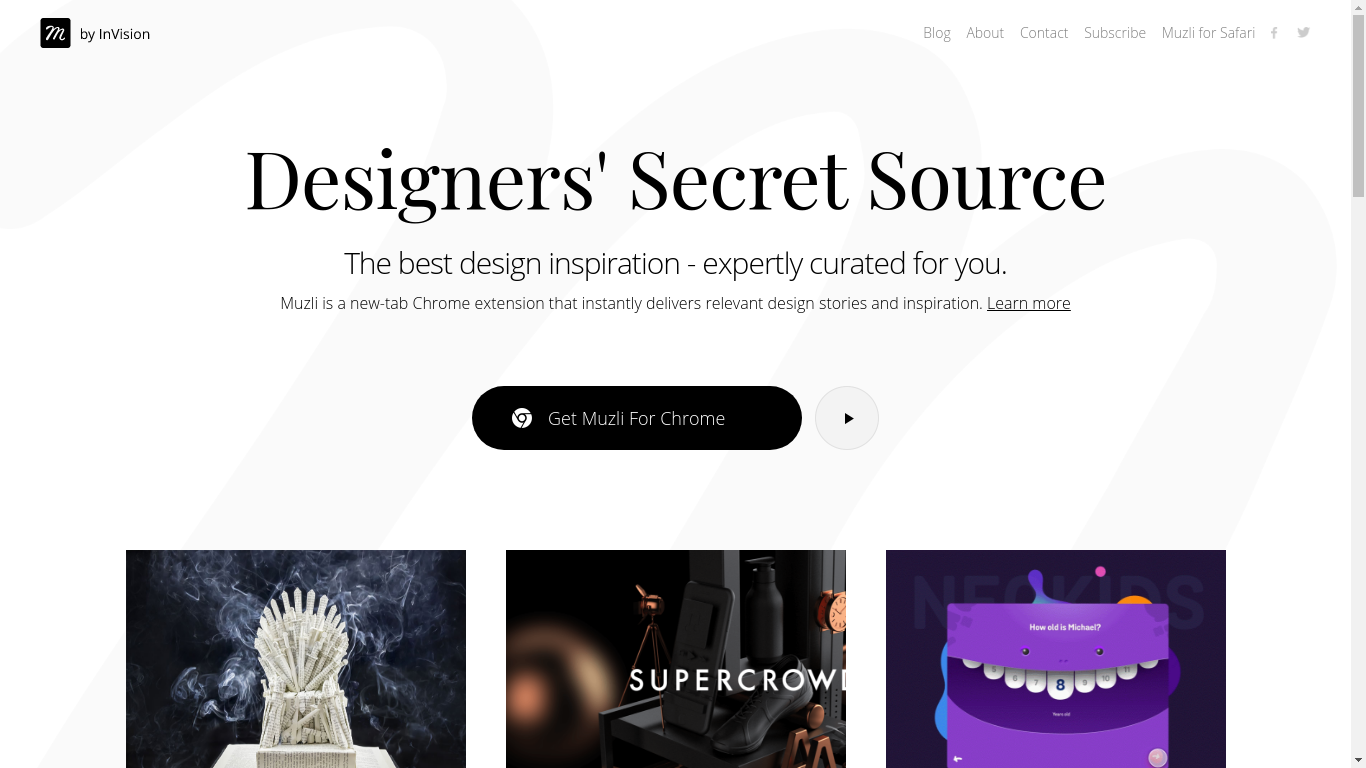 m by InVision
Blog About Contact Subscribe Muzli for Safari
Designers' Secret Source
The best design inspiration - expertly curated for you.
Muzli is a new-tab Chrome extension that instantly delivers relevant design stories and inspiration. Learn more
Get Muzli For Chrome
SUPERCROWD
NEOKIDS
How old is Michael?
5 6 7 8 9 10 11
Years old